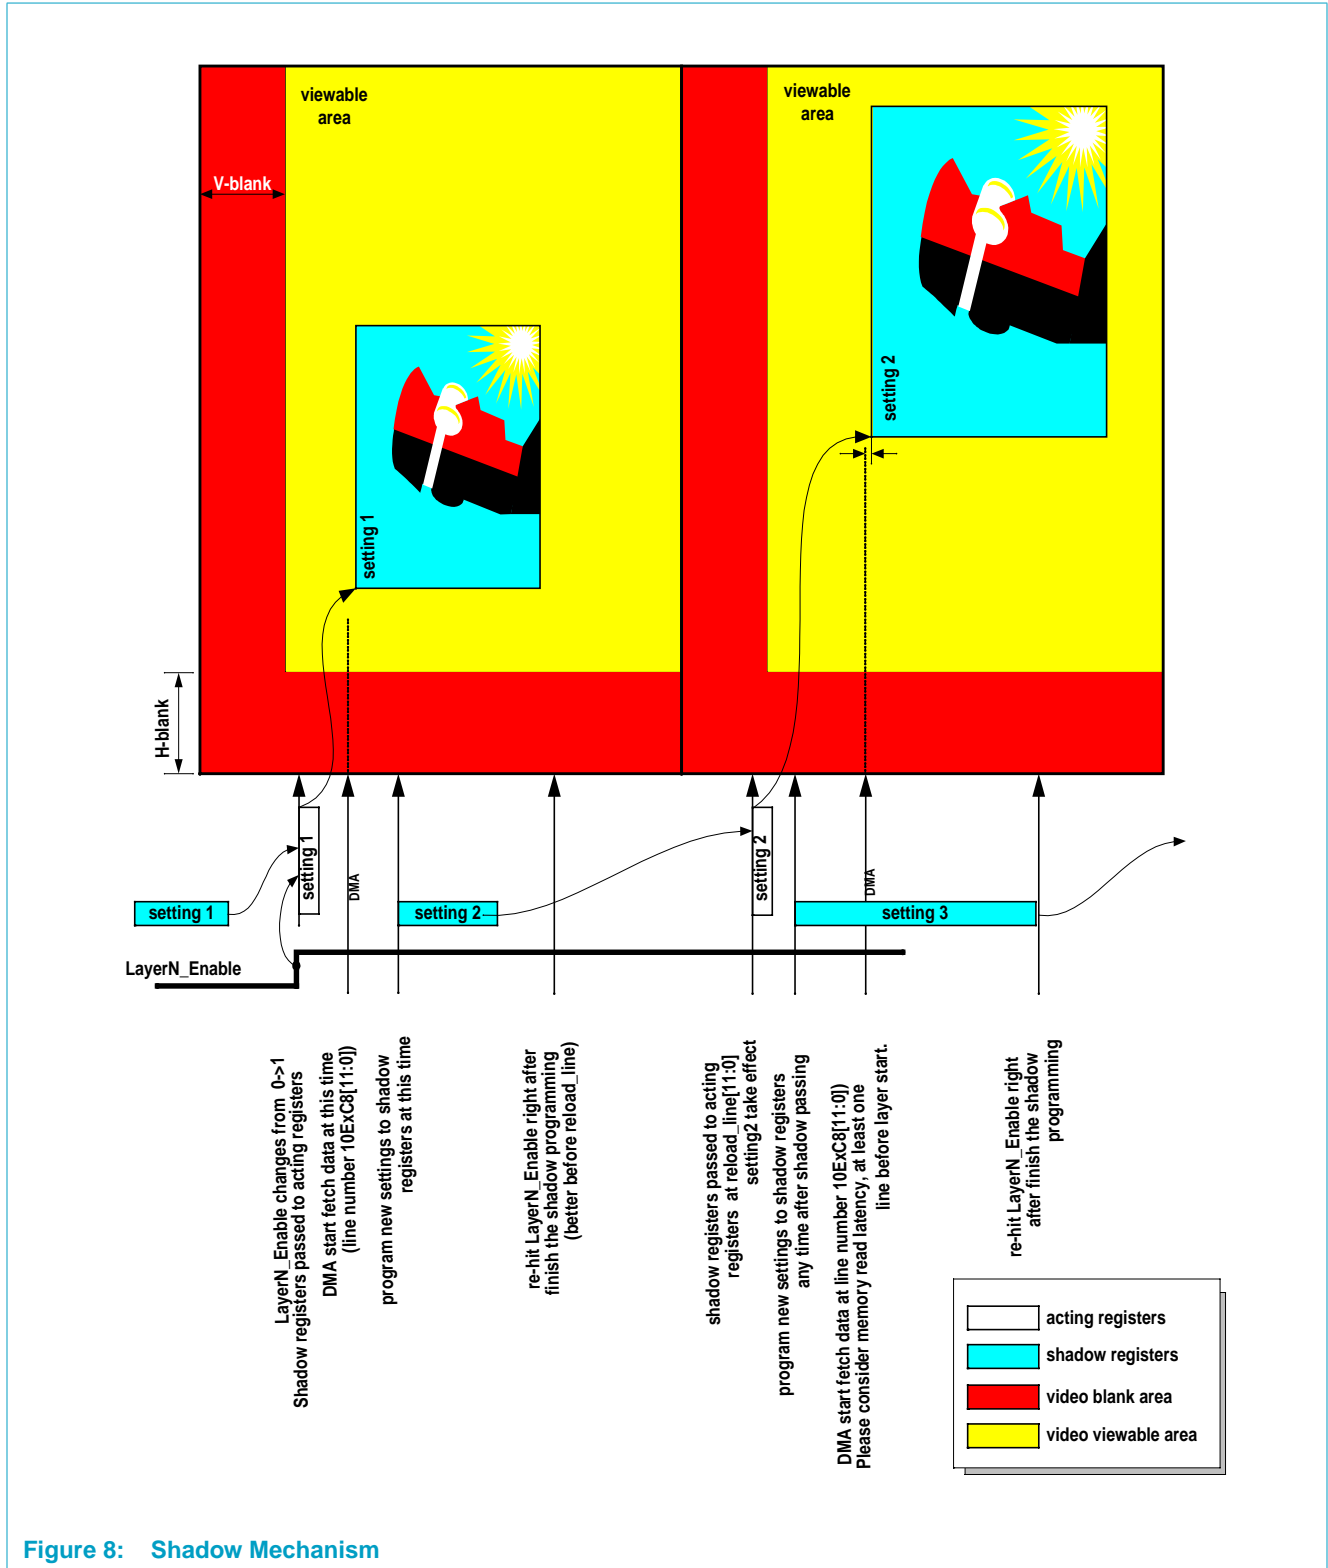 viewable
area
viewable
area
V-blank
setting 2
setting 1
H-blank
setting 1
setting 2
DMA
DMA
setting 1
setting 2
setting 3
LayerN_Enable
LayerN_Enable changes from 0->1
Shadow registers passed to acting registers
DMA start fetch data at this time
(line number 10ExC8[11:0])
program new settings to shadow
registers at this time
re-hit LayerN_Enable right after
finish the shadow programming
(better before reload_line)
shadow registers passed to acting
registers at reload_line[11:0]
setting2 take effect
program new settings to shadow registers
any time after shadow passing
DMA start fetch data at line number 10ExC8[11:0])
Please consider memory read latency, at least one
line before layer start.
re-hit LayerN_Enable right
after finish the shadow
programming
acting registers
shadow registers
video blank area
video viewable area
Figure 8: Shadow Mechanism